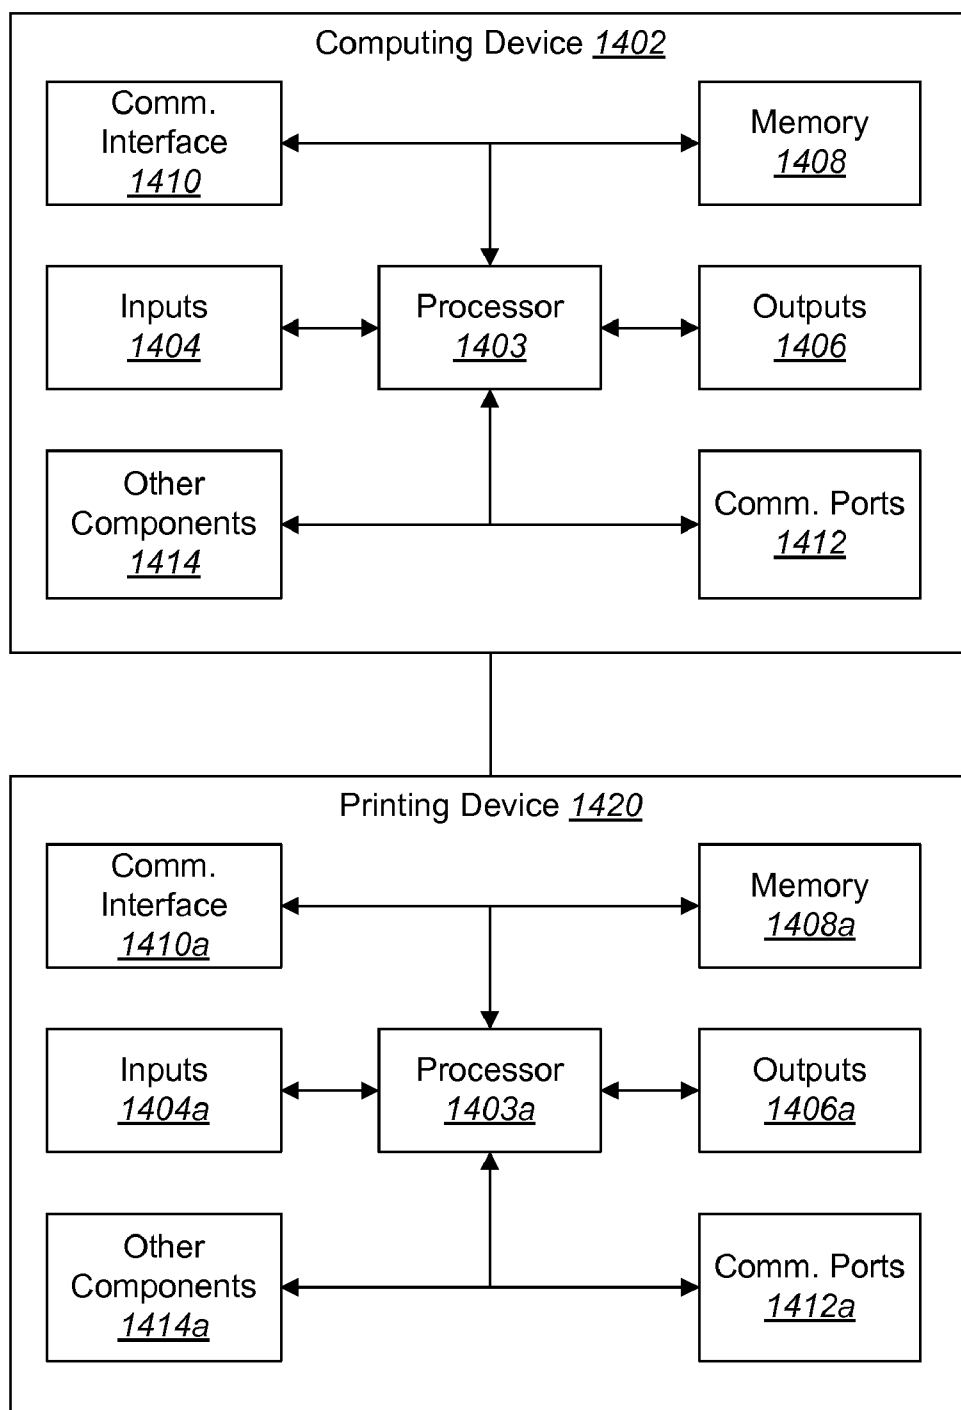 Computing Device 1402
Comm.
Interface
1410
Memory
1408
Inputs
1404
Processor
1403
Outputs
1406
Other
Components
1414
Comm. Ports
1412
Printing Device 1420
Comm.
Interface
1410a
Memory
1408a
Inputs
1404a
Processor
1403a
Outputs
1406a
Other
Components
1414a
Comm. Ports
1412a